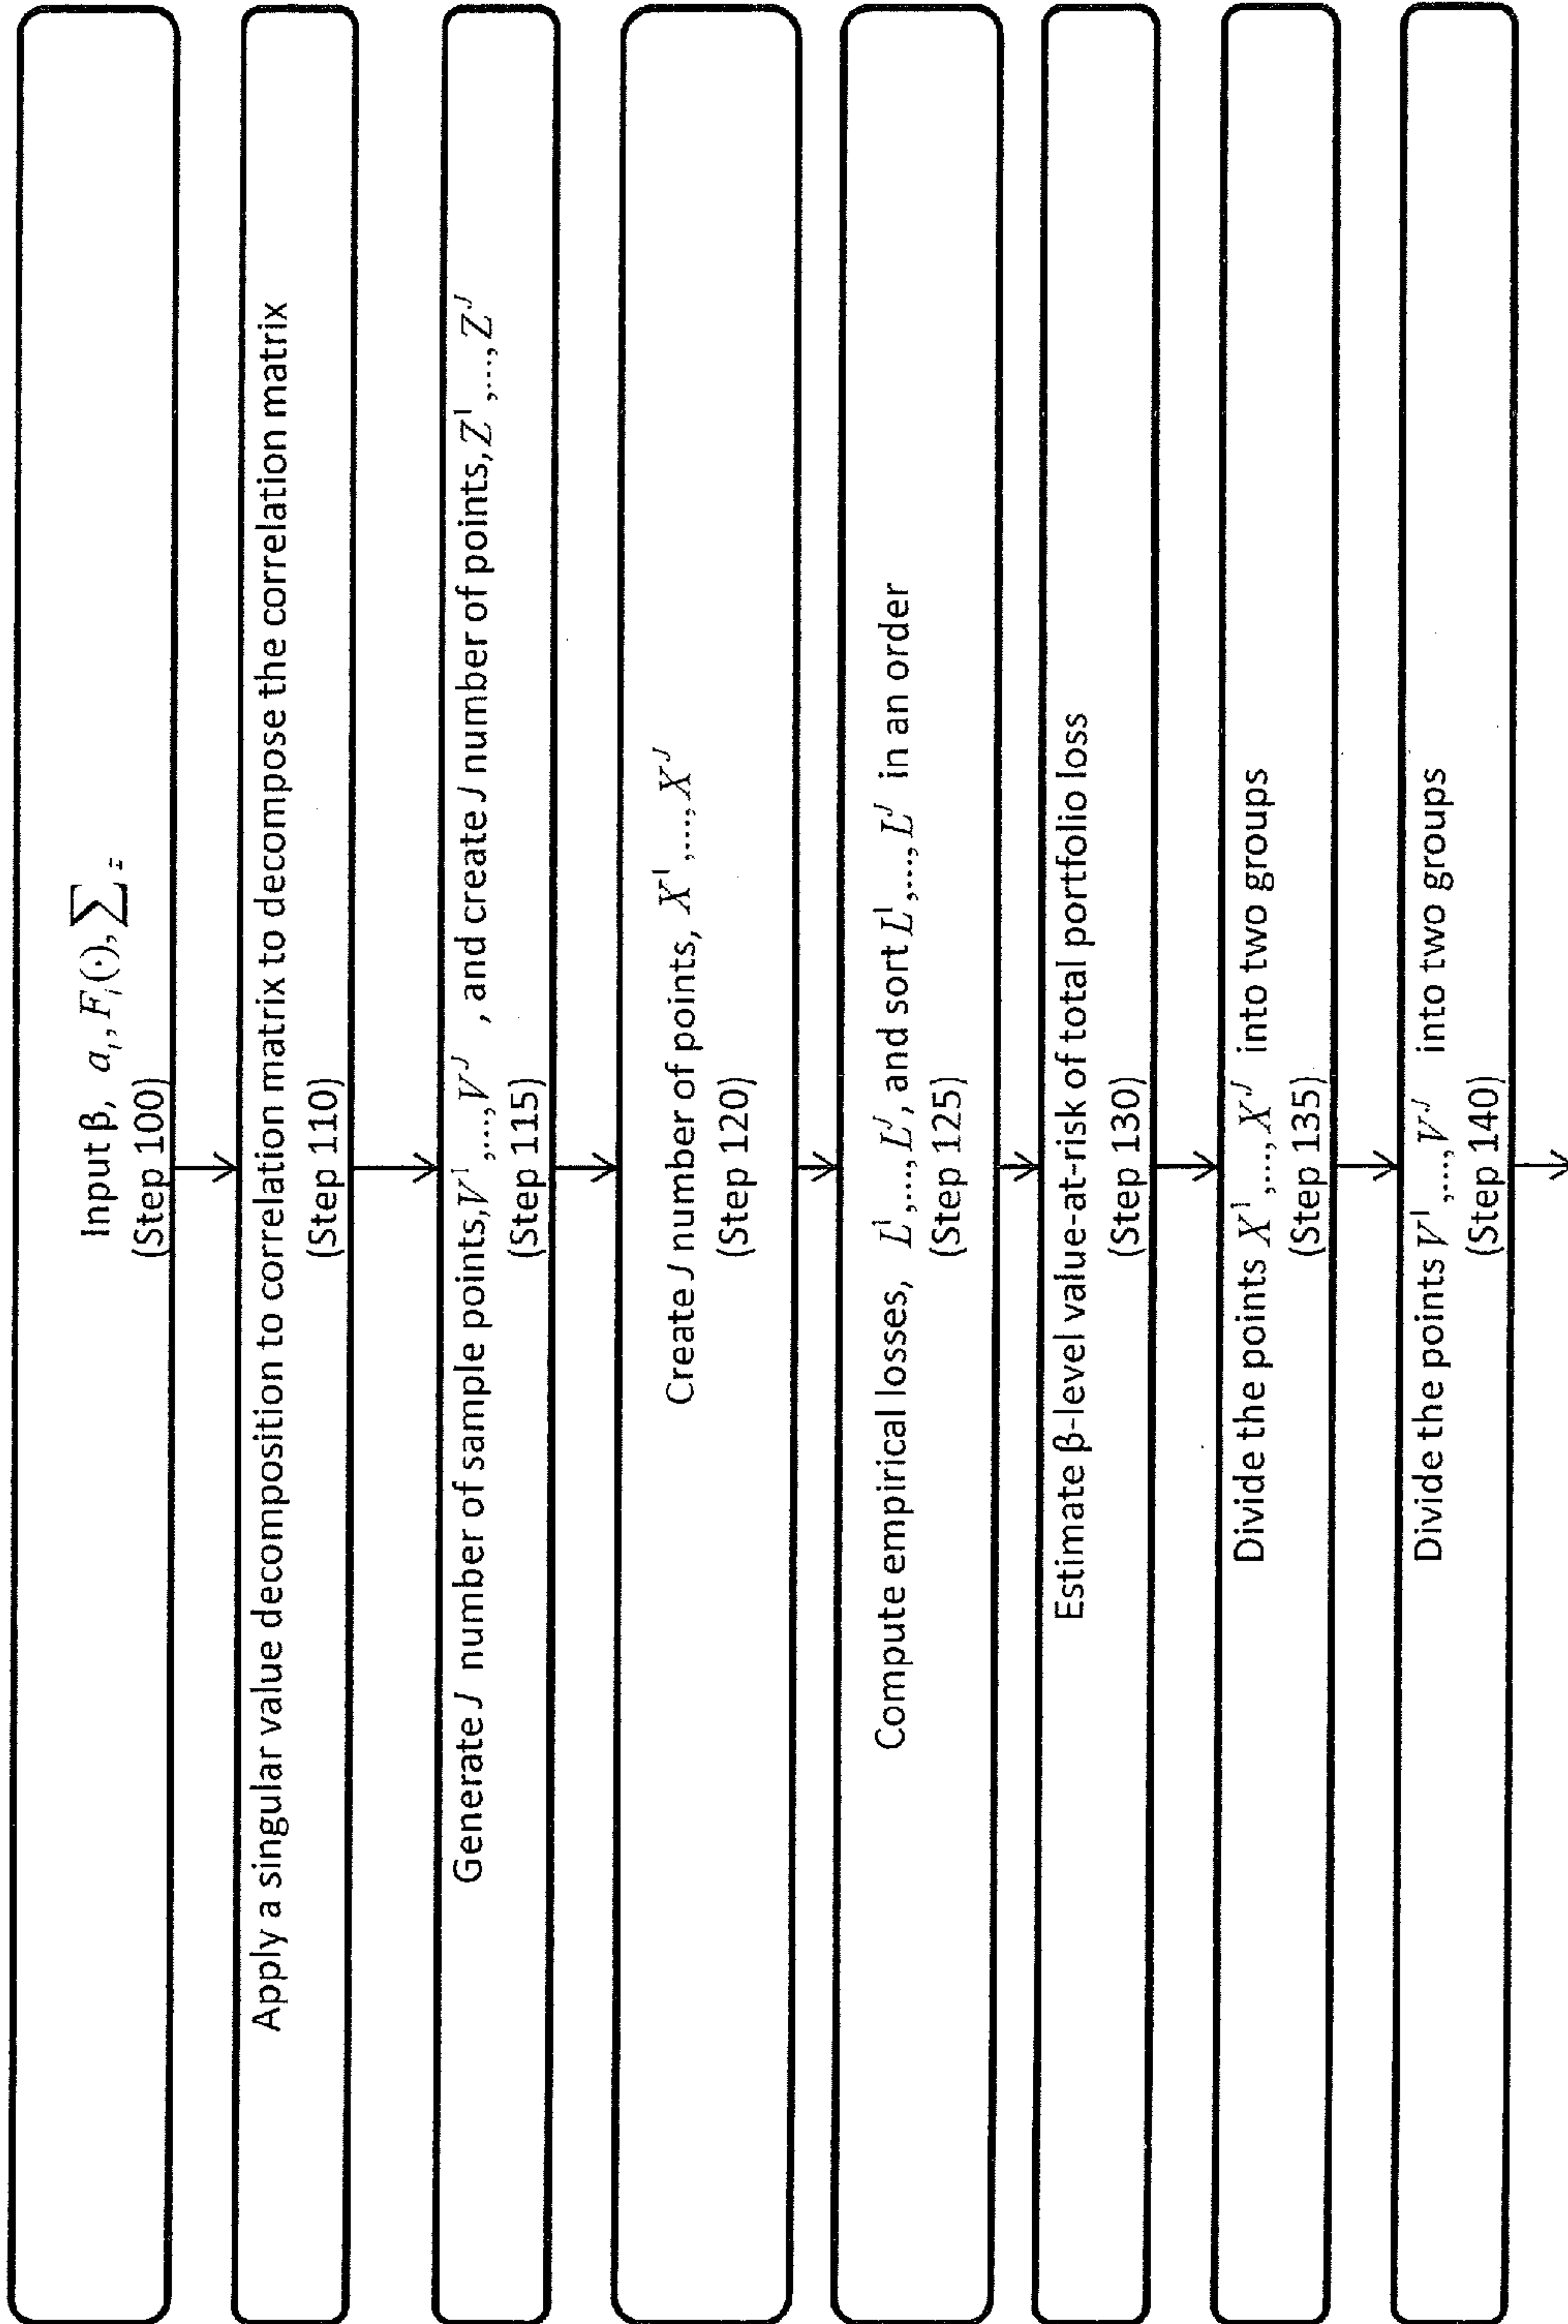 Input β, a_i, F_i(·), ∑_z
(Step 100)
Apply a singular value decomposition to correlation matrix to decompose the correlation matrix
(Step 110)
Generate J number of sample points, V^1,...,V^J , and create J number of points, Z^1,...,Z^J
(Step 115)
Create J number of points, X^1,...,X^J
(Step 120)
Compute empirical losses, L^1,...,L^J, and sort L^1,...,L^J in an order
(Step 125)
Estimate β-level value-at-risk of total portfolio loss
(Step 130)
Divide the points X^1,...,X^J into two groups
(Step 135)
Divide the points V^1,...,V^J into two groups
(Step 140)